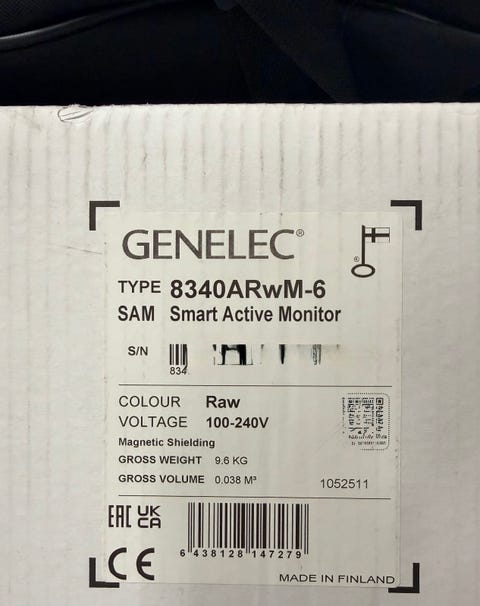 GENELEC®
TYPE 8340ARwM-6
SAM Smart Active Monitor
S/N
834
COLOUR Raw
VOLTAGE 100-240V
Magnetic Shielding
GROSS WEIGHT 9.6 KG
GROSS VOLUME 0.038 M³
1052511
EAC UK CA
6 438128 147279
CE
MADE IN FINLAND